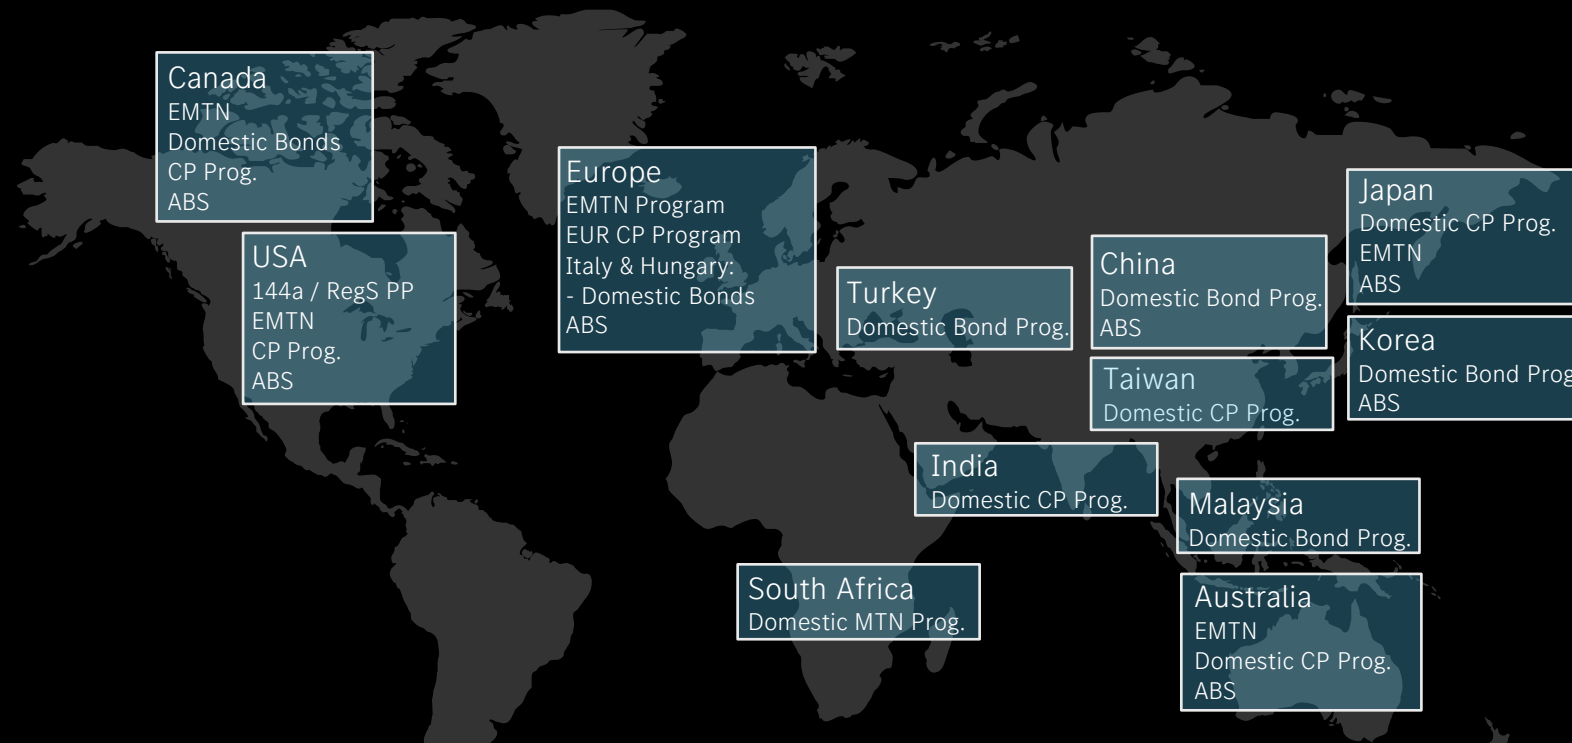 Canada
EMTN
Domestic Bonds
CP Prog.
ABS
USA
144a / RegS PP
EMTN
CP Prog.
ABS
Europe
EMTN Program
EUR CP Program
Italy & Hungary:
- Domestic Bonds
ABS
Turkey
Domestic Bond Prog.
China
Domestic Bond Prog.
ABS
Taiwan
Domestic CP Prog.
Japan
Domestic CP Prog.
EMTN
ABS
Korea
Domestic Bond Prog
ABS
India
Domestic CP Prog.
Malaysia
Domestic Bond Prog.
South Africa
Domestic MTN Prog.
Australia
EMTN
Domestic CP Prog.
ABS